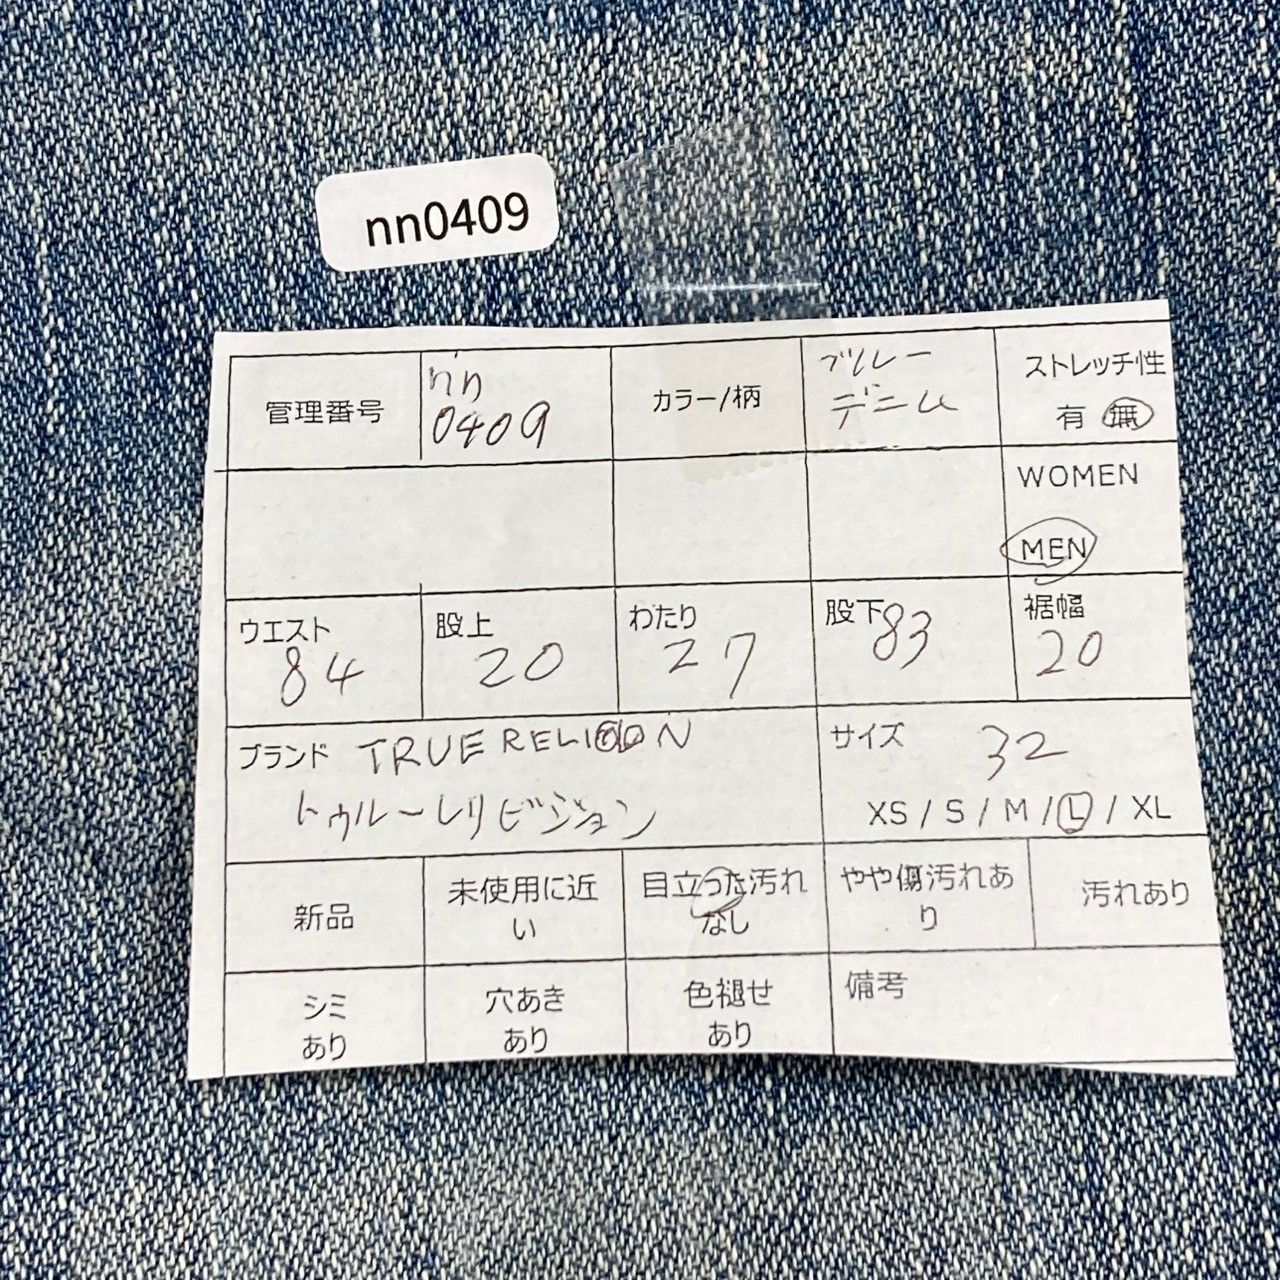 nn0409
管理番号
nn
0409
カラー/柄
ブルー
デニム
ストレッチ性
有 無
WOMEN
MEN
ウエスト
84
股上
20
わたり
27
股下 83
裾幅
20
ブランド TRUE RELIGION
トゥルーレリビジョン
サイズ 32
XS / S / M / L / XL
新品
未使用に近
い
目立った汚れ
なし
やや傷汚れあ
り
汚れあり
シミ
あり
穴あき
あり
色褪せ
あり
備考